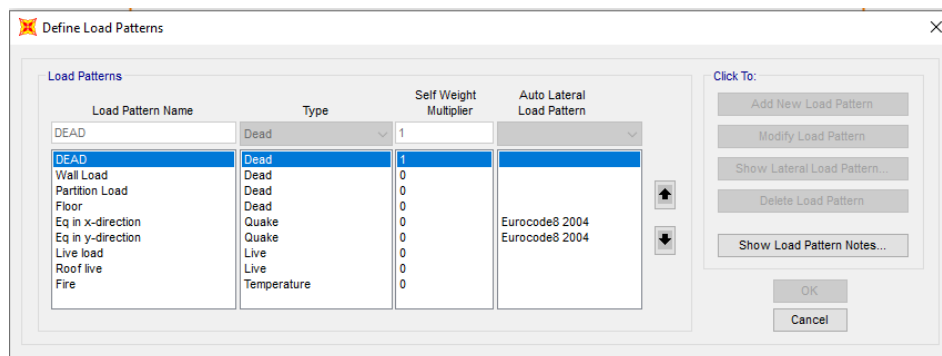 Define Load Patterns
Load Patterns
Click To:
Load Pattern Name Type Self Weight Multiplier Auto Lateral Load Pattern
DEAD Dead 1
DEAD Dead 1
Wall Load Dead 0
Partition Load Dead 0
Floor Dead 0
Eq in x-direction Quake 0 Eurocode8 2004
Eq in y-direction Quake 0 Eurocode8 2004
Live load Live 0
Roof live Live 0
Fire Temperature 0
Add New Load Pattern
Modify Load Pattern
Show Lateral Load Pattern...
Delete Load Pattern
Show Load Pattern Notes...
OK
Cancel